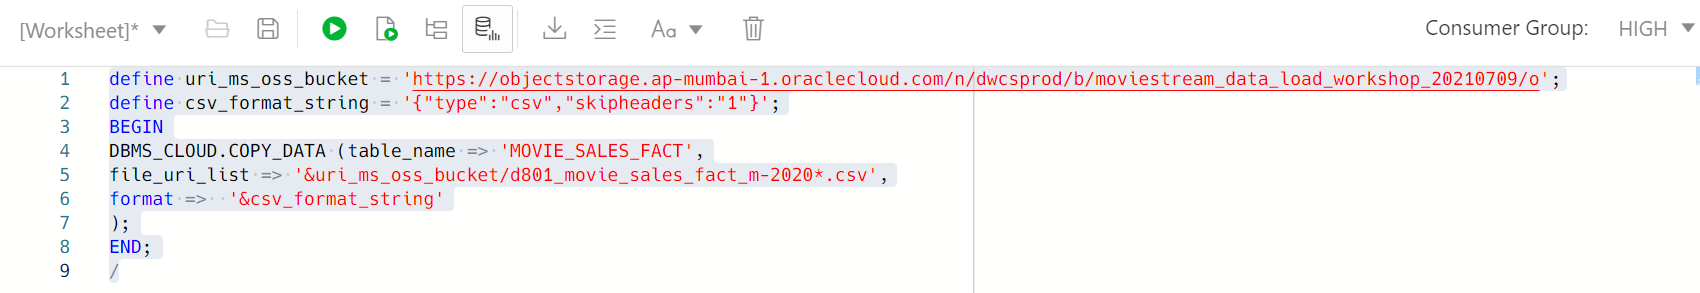 [Worksheet]*
Aa
Consumer Group: HIGH
1 define uri_ms_oss_bucket = 'https://objectstorage.ap-mumbai-1.oraclecloud.com/n/dwcsprod/b/moviestream_data_load_workshop_20210709/o';
2 define csv_format_string = '{"type":"csv","skipheaders":"1"}';
3 BEGIN
4 DBMS_CLOUD.COPY_DATA (table_name => 'MOVIE_SALES_FACT',
5 file_uri_list => '&uri_ms_oss_bucket/d801_movie_sales_fact_m-2020*.csv',
6 format =>  '&csv_format_string'
7 );
8 END;
9 /